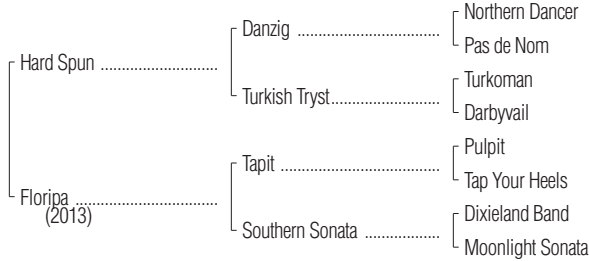 Northern Dancer
Danzig ..............................
Pas de Nom
Hard Spun .........................
Turkoman
Turkish Tryst.......................
Darbyvail
Pulpit
Tapit ..................................
Tap Your Heels
Floripa ..............................
(2013)
Dixieland Band
Southern Sonata ................
Moonlight Sonata